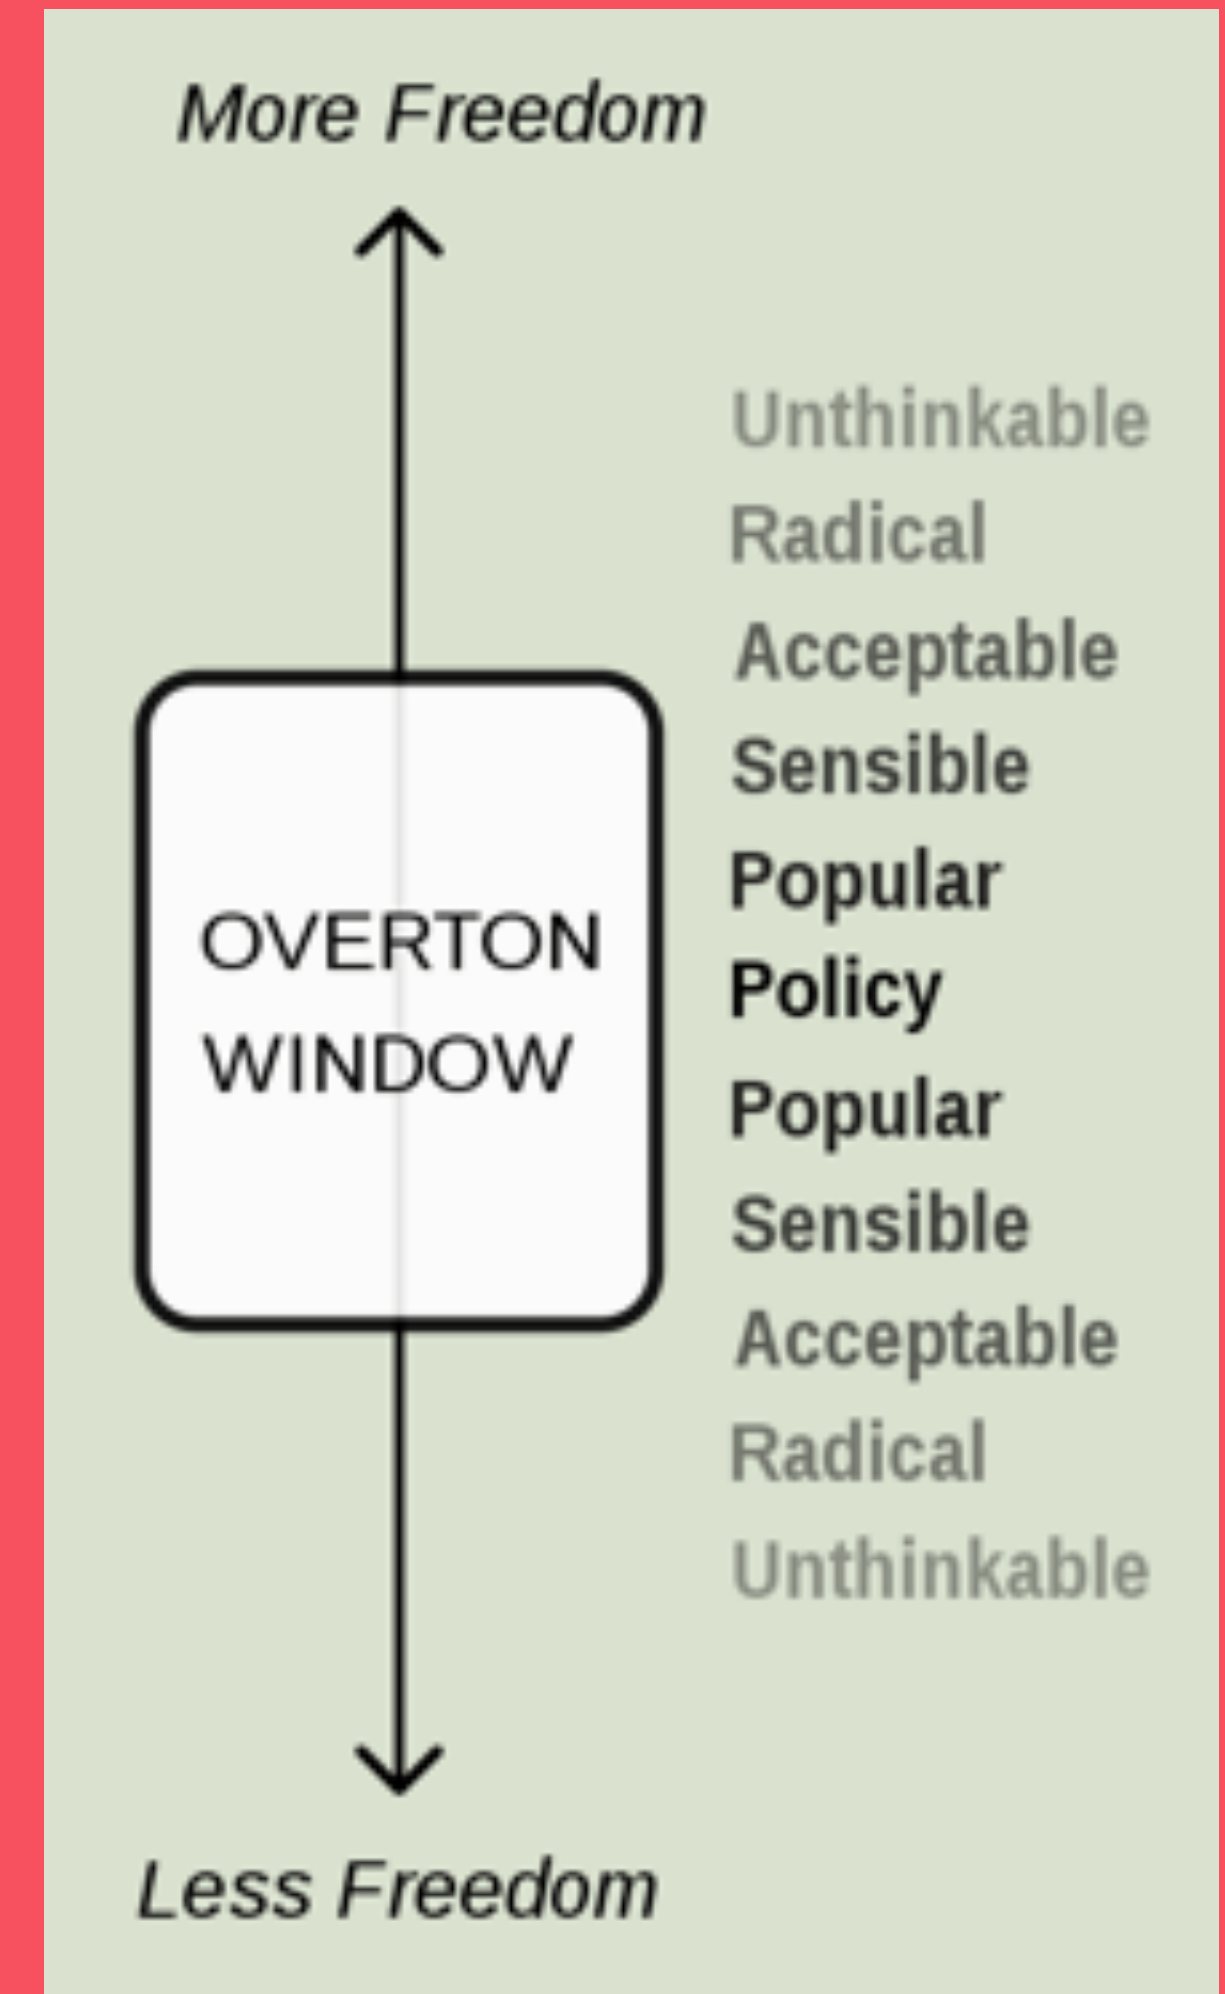 More Freedom
Unthinkable
Radical
Acceptable
Sensible
Popular
OVERTON
Policy
WINDOW
Popular
Sensible
Acceptable
Radical
Unthinkable
Less Freedom